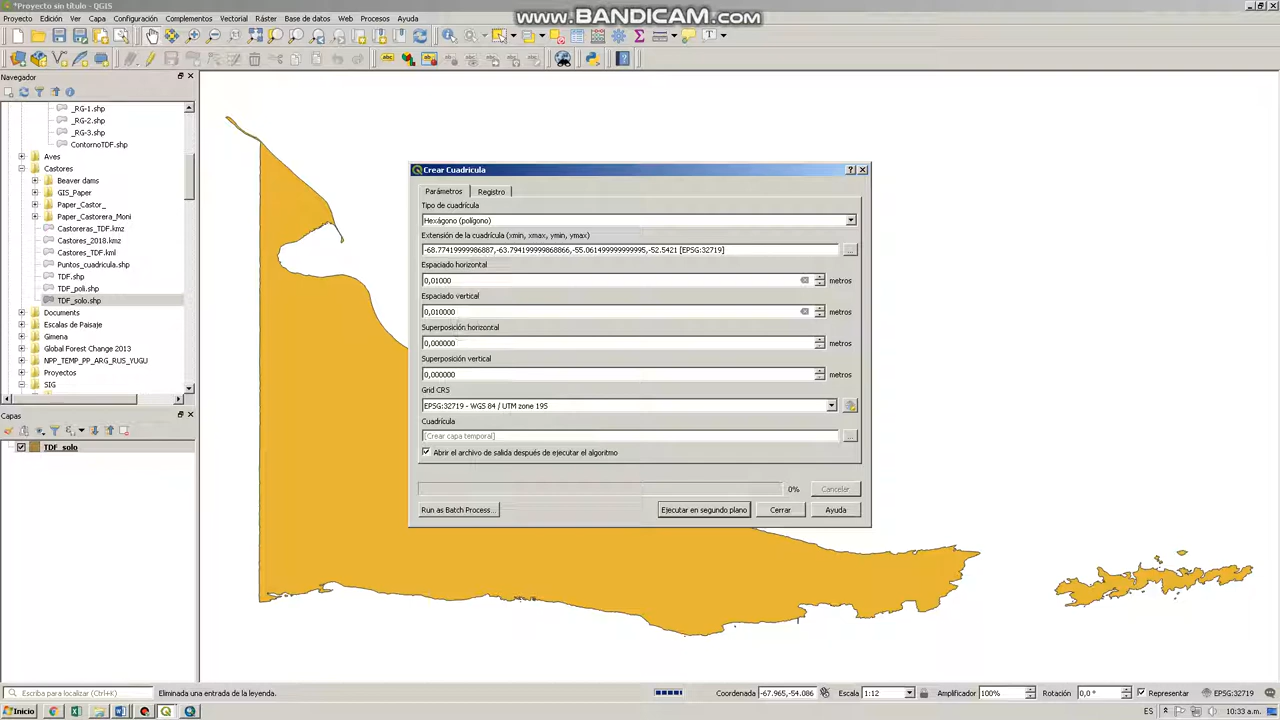 *Proyecto sin título - QGIS
www.BANDICAM.com
Proyecto Edición Ver Capa Configuración Complementos Vectorial Ráster Base de datos Web Procesos Ayuda
Navegador
_RG-1.shp
_RG-2.shp
_RG-3.shp
ContornoTDF.shp
Aves
Castores
Beaver dams
GIS_Paper
Paper_Castor_
Paper_Castorera_Moni
Castoreras_TDF.kmz
Castores_2018.kmz
Castores_TDF.kml
Puntos_cuadricula.shp
TDF.shp
TDF_poli.shp
TDF_solo.shp
Documents
Escalas de Paisaje
Gimena
Global Forest Change 2013
NPP_TEMP_PP_ARG_RUS_YUGU
Proyectos
SIG
Capas
TDF_solo
Crear Cuadrícula
Parámetros Registro
Tipo de cuadrícula
Hexágono (polígono)
Extensión de la cuadrícula (xmin, xmax, ymin, ymax)
-68.77419999986887,-63.794199999868866,-55.061499999999995,-52.5421 [EPSG:32719]
Espaciado horizontal
0,01000 metros
Espaciado vertical
0,010000 metros
Superposición horizontal
0,000000 metros
Superposición vertical
0,000000 metros
Grid CRS
EPSG:32719 - WGS 84 / UTM zone 19S
Cuadrícula
[Crear capa temporal]
Abrir el archivo de salida después de ejecutar el algoritmo
0% Cancelar
Run as Batch Process... Ejecutar en segundo plano Cerrar Ayuda
Escriba para localizar (Ctrl+K) Eliminada una entrada de la leyenda. Coordenada -67.965,-54.086 Escala 1:12 Amplificador 100% Rotación 0,0 ° Representar EPSG:32719
Inicio ES 10:33 a.m.